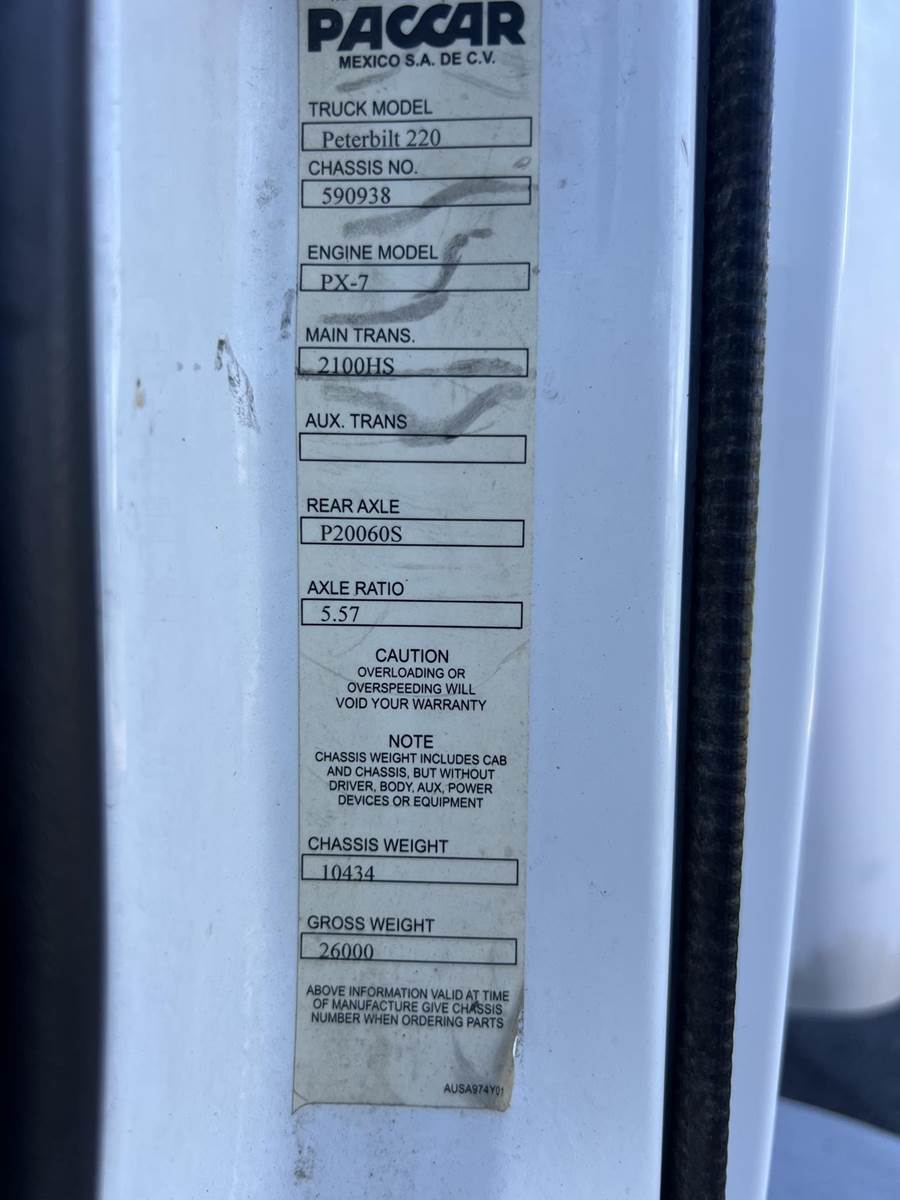 PACCAR
MEXICO S.A. DE C.V.
TRUCK MODEL
Peterbilt 220
CHASSIS NO.
590938
ENGINE MODEL
PX-7
MAIN TRANS.
2100HS
AUX. TRANS
REAR AXLE
P20060S
AXLE RATIO
5.57
CAUTION
OVERLOADING OR
OVERSPEEDING WILL
VOID YOUR WARRANTY
NOTE
CHASSIS WEIGHT INCLUDES CAB
AND CHASSIS, BUT WITHOUT
DRIVER, BODY, AUX, POWER
DEVICES OR EQUIPMENT
CHASSIS WEIGHT
10434
GROSS WEIGHT
26000
ABOVE INFORMATION VALID AT TIME
OF MANUFACTURE GIVE CHASSIS
NUMBER WHEN ORDERING PARTS
AUSA974Y01